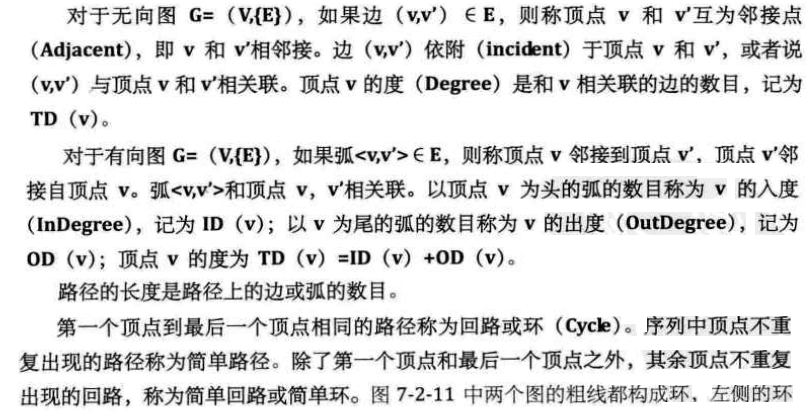 对于无向图 G=（V,{E}），如果边（v,v'）∈E，则称顶点 v 和 v'互为邻接点
（Adjacent），即 v 和 v'相邻接。边（v,v'）依附（incident）于顶点 v 和 v'，或者说
（v,v'）与顶点 v 和 v'相关联。顶点 v 的度（Degree）是和 v 相关联的边的数目，记为
TD（v）。
对于有向图 G=（V,{E}），如果弧<v,v'>∈E，则称顶点 v 邻接到顶点 v'，顶点 v'邻
接自顶点 v。弧<v,v'>和顶点 v，v'相关联。以顶点 v 为头的弧的数目称为 v 的入度
（InDegree），记为 ID（v）；以 v 为尾的弧的数目称为 v 的出度（OutDegree），记为
OD（v）；顶点 v 的度为 TD（v）=ID（v）+OD（v）。
路径的长度是路径上的边或弧的数目。
第一个顶点到最后一个顶点相同的路径称为回路或环（Cycle）。序列中顶点不重
复出现的路径称为简单路径。除了第一个顶点和最后一个顶点之外，其余顶点不重复
出现的回路，称为简单回路或简单环。图 7-2-11 中两个图的粗线都构成环，左侧的环